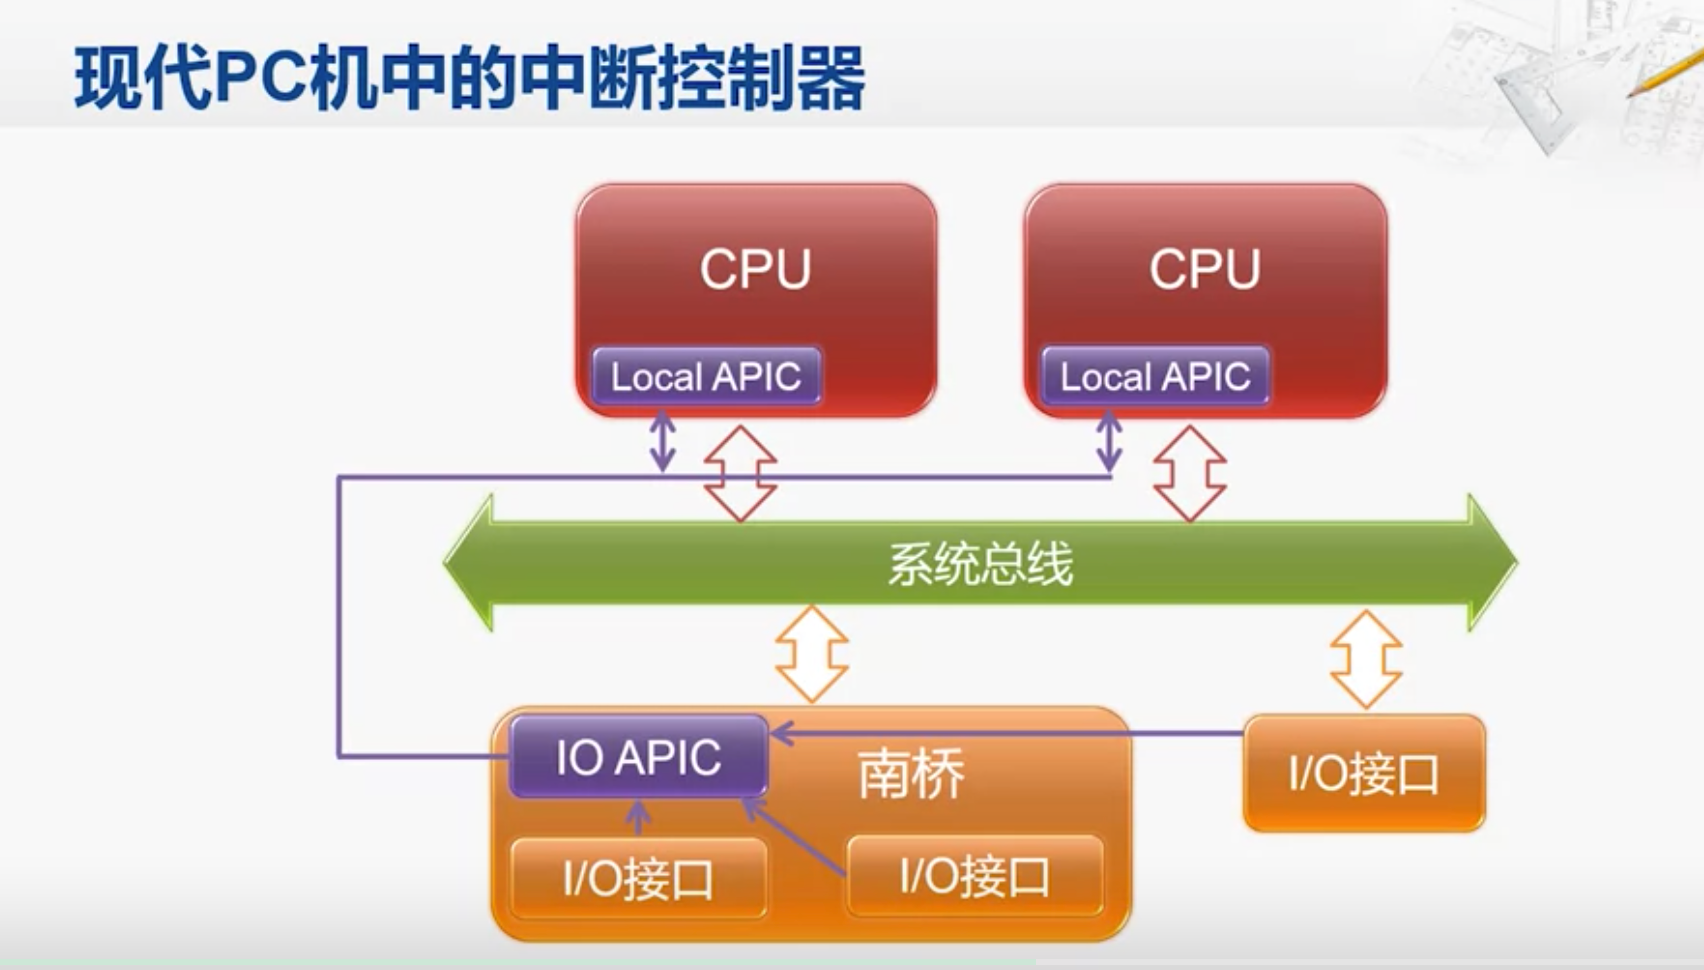 现代PC机中的中断控制器
CPU
CPU
Local APIC
Local APIC
系统总线
IO APIC
南桥
I/O接口
I/O接口
I/O接口